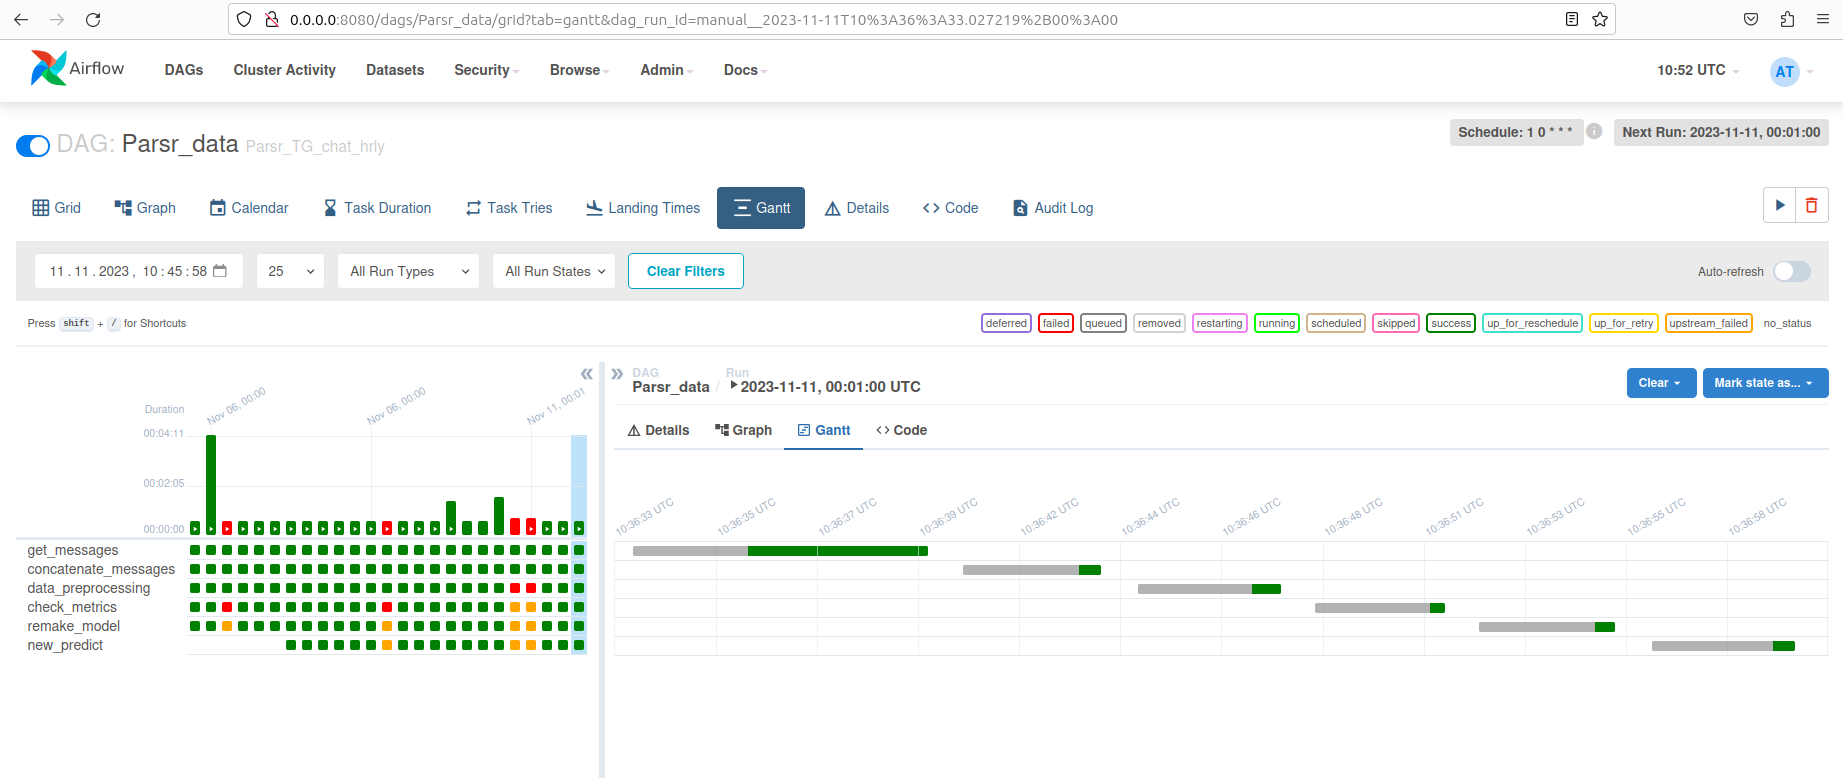 0.0.0.0:8080/dags/Parsr_data/grid?tab=gantt&dag_run_id=manual__2023-11-11T10%3A36%3A33.027219%2B00%3A00
Airflow DAGs Cluster Activity Datasets Security Browse Admin Docs 10:52 UTC AT
DAG: Parsr_data Parsr_TG_chat_hrly Schedule: 1 0 * * * i Next Run: 2023-11-11, 00:01:00
Grid Graph Calendar Task Duration Task Tries Landing Times Gantt Details Code Audit Log
11 . 11 . 2023 , 10 : 45 : 58 25 All Run Types All Run States Clear Filters Auto-refresh
Press shift + / for Shortcuts deferred failed queued removed restarting running scheduled skipped success up_for_reschedule up_for_retry upstream_failed no_status
DAG Run
Parsr_data / 2023-11-11, 00:01:00 UTC Clear Mark state as...
Nov 06, 00:00 Nov 06, 00:00 Nov 11, 00:01
Duration
00:04:11
00:02:05
00:00:00
Details Graph Gantt Code
10:36:33 UTC 10:36:35 UTC 10:36:37 UTC 10:36:39 UTC 10:36:42 UTC 10:36:44 UTC 10:36:46 UTC 10:36:48 UTC 10:36:51 UTC 10:36:53 UTC 10:36:55 UTC 10:36:58 UTC
get_messages
concatenate_messages
data_preprocessing
check_metrics
remake_model
new_predict